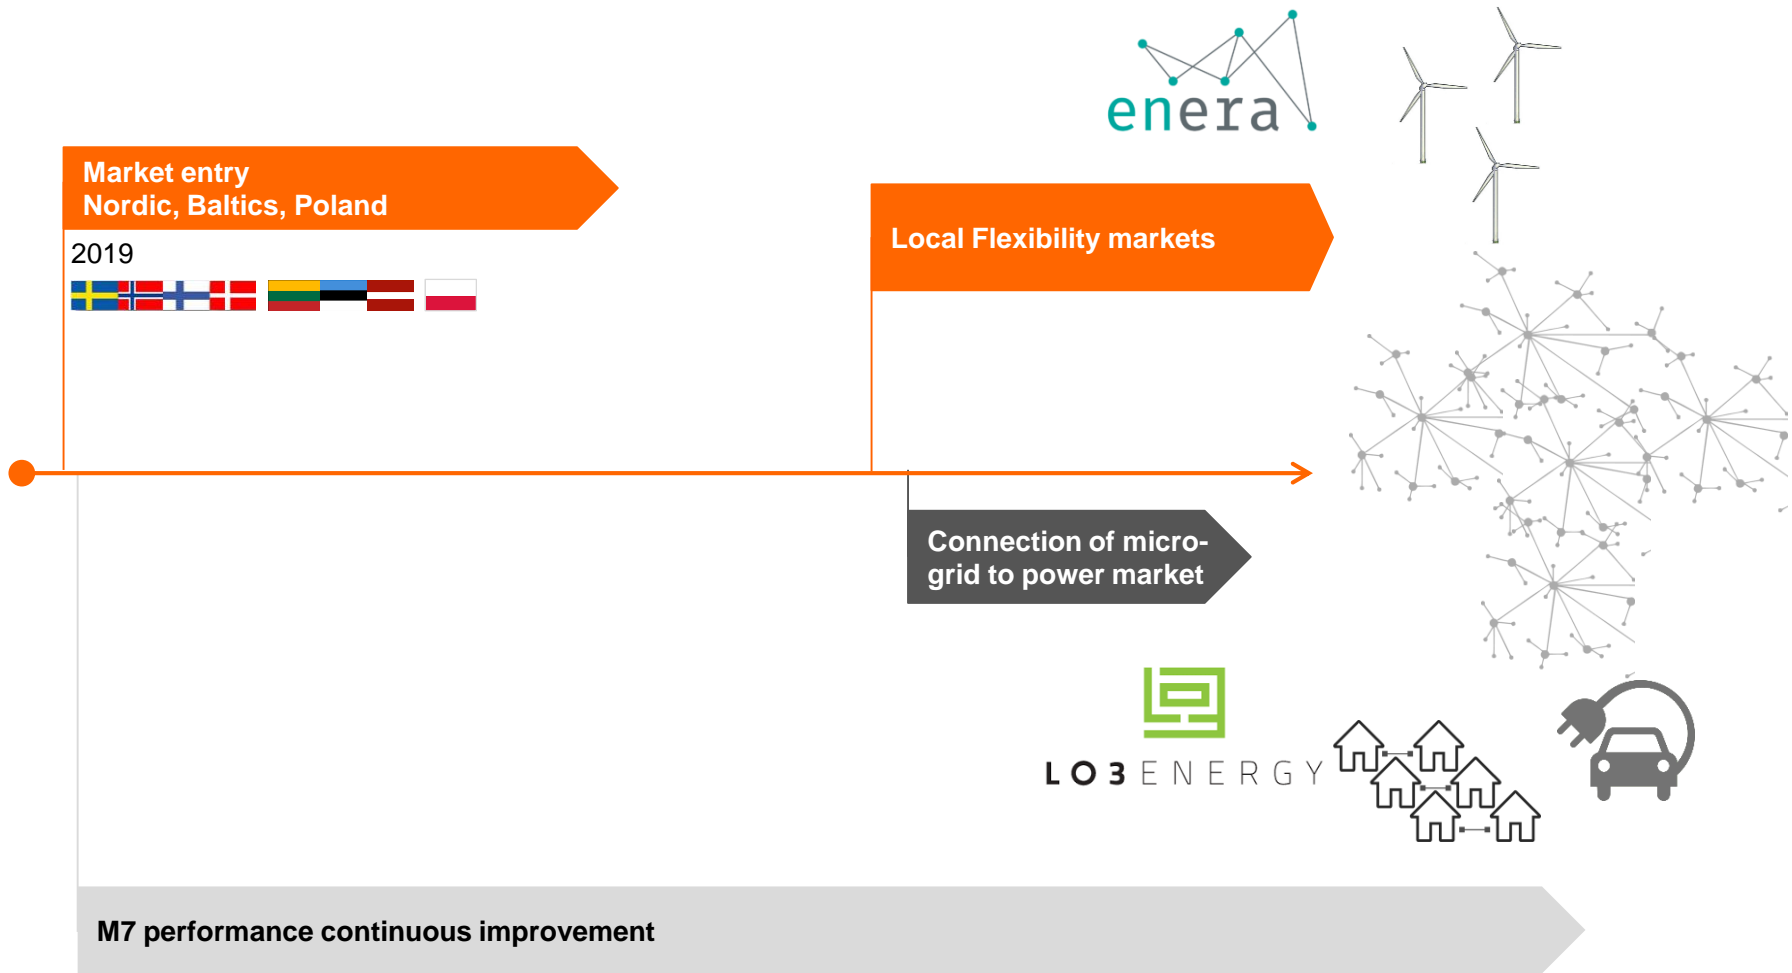 enera
Market entry
Nordic, Baltics, Poland
2019
Local Flexibility markets
Connection of micro-
grid to power market
LO3ENERGY
M7 performance continuous improvement